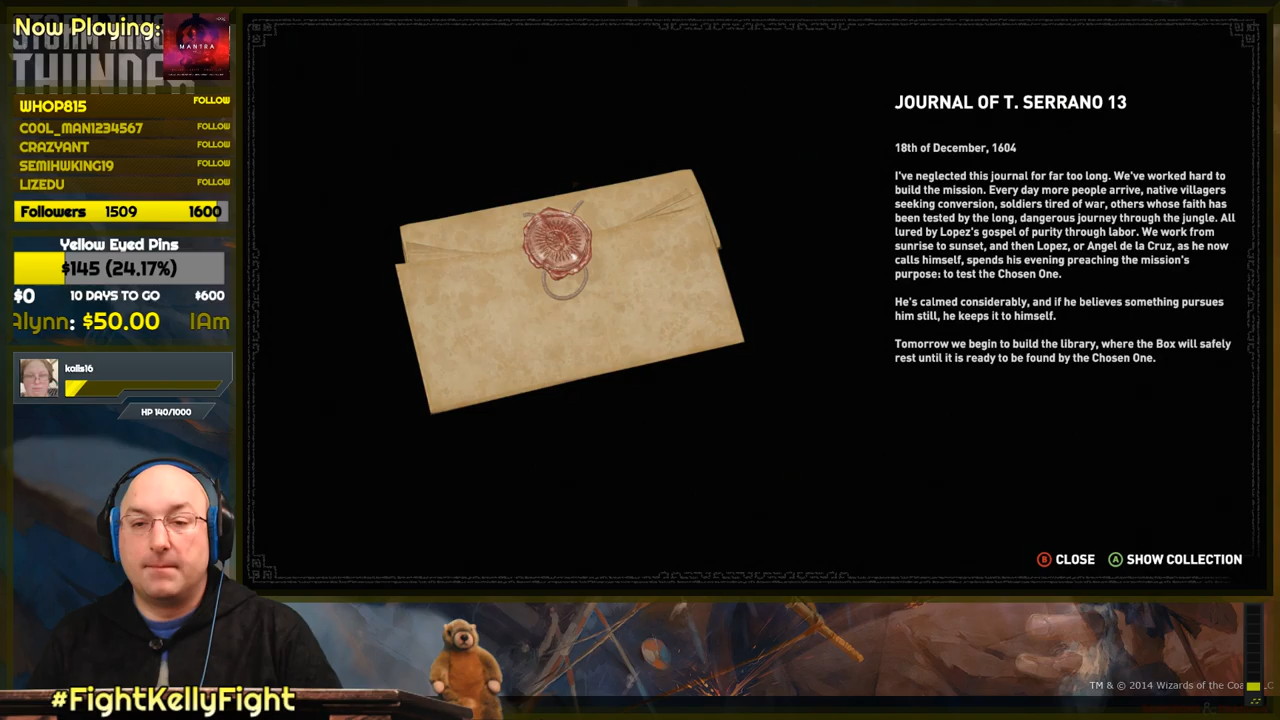 Now Playing:
MANTRA
STORM KING'S
THUNDER
WHOP815 FOLLOW
COOL_MAN1234567 FOLLOW
CRAZYANT FOLLOW
SEMIHWKING19 FOLLOW
LIZEDU FOLLOW
Followers 1509 1600
Yellow Eyed Pins
$145 (24.17%)
$0 10 DAYS TO GO $600
Alynn: $50.00 IAm
kalis16
HP 140/1000
#FightKellyFight
JOURNAL OF T. SERRANO 13
18th of December, 1604
I've neglected this journal for far too long. We've worked hard to
build the mission. Every day more people arrive, native villagers
seeking conversion, soldiers tired of war, others whose faith has
been tested by the long, dangerous journey through the jungle. All
lured by Lopez's gospel of purity through labor. We work from
sunrise to sunset, and then Lopez, or Angel de la Cruz, as he now
calls himself, spends his evening preaching the mission's
purpose: to test the Chosen One.
He's calmed considerably, and if he believes something pursues
him still, he keeps it to himself.
Tomorrow we begin to build the library, where the Box will safely
rest until it is ready to be found by the Chosen One.
B CLOSE A SHOW COLLECTION
TM & © 2014 Wizards of the Coa LC